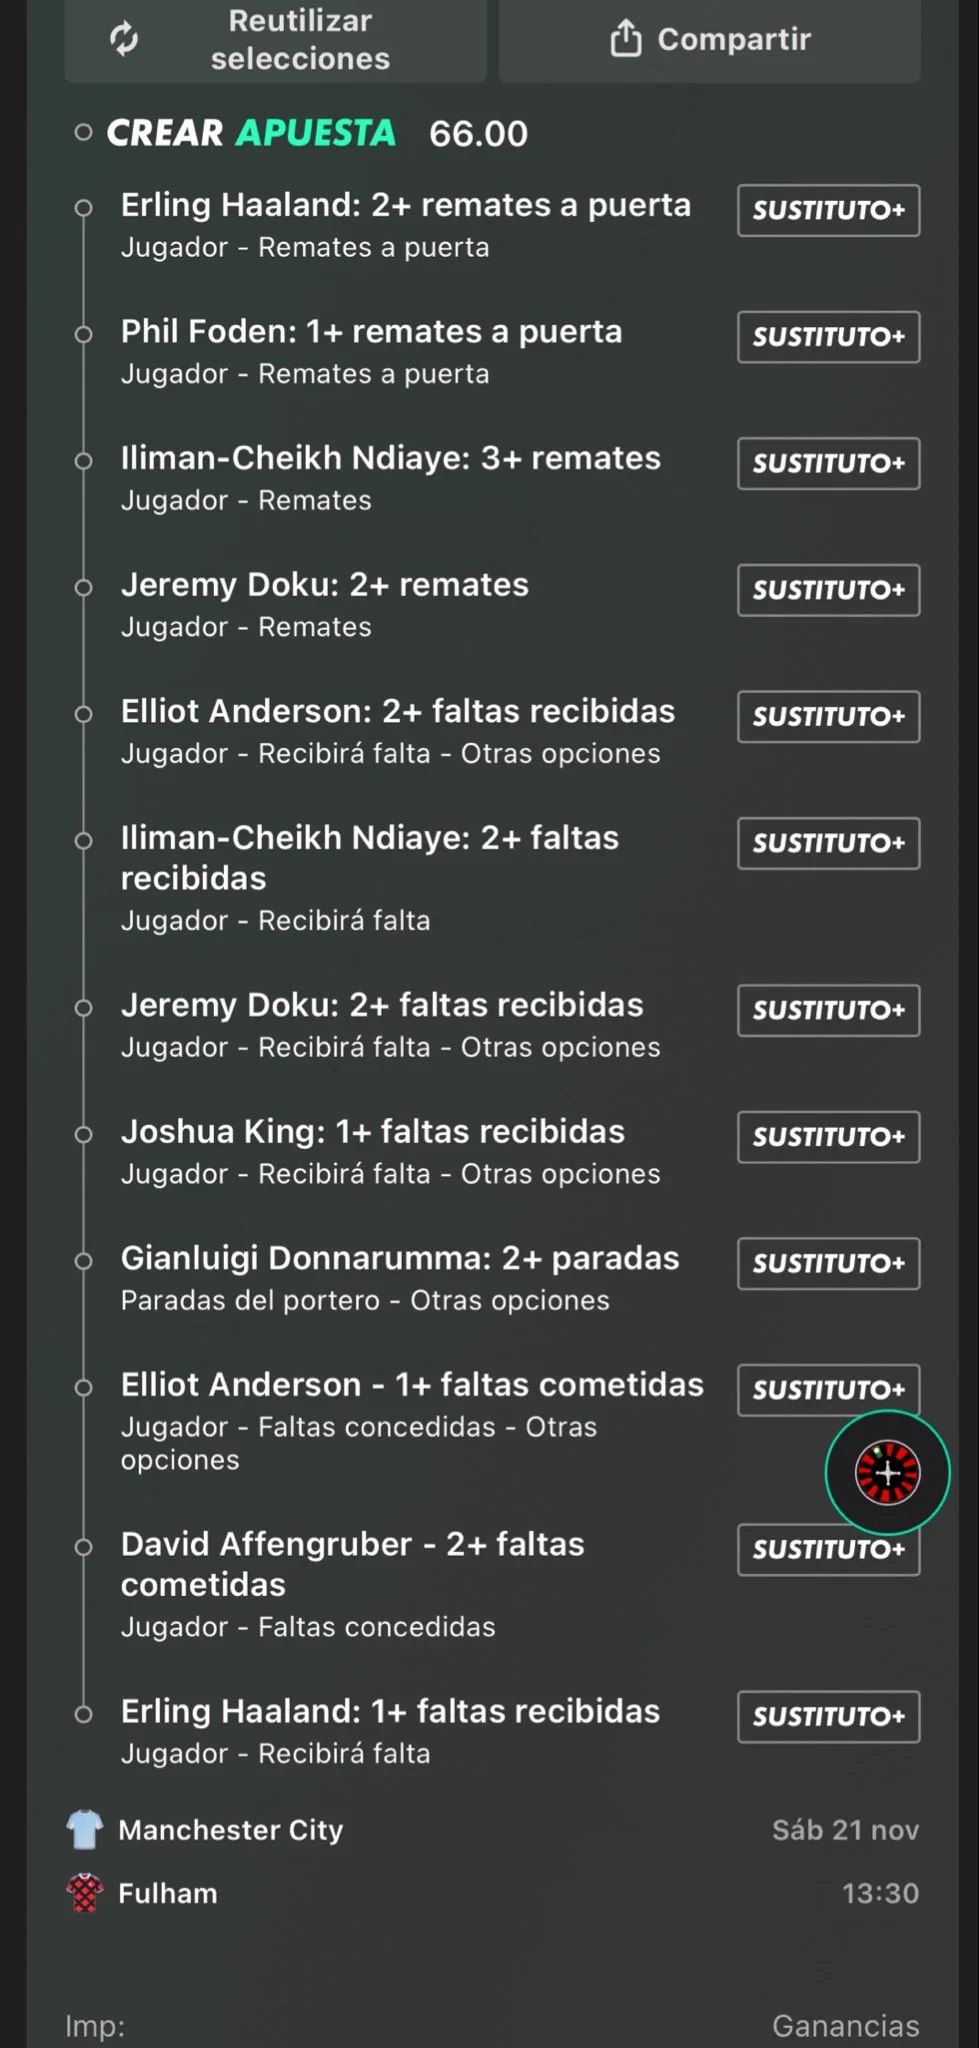 Reutilizar
selecciones
Compartir
CREAR APUESTA 66.00
Erling Haaland: 2+ remates a puerta
SUSTITUTO+
Jugador - Remates a puerta
Phil Foden: 1+ remates a puerta
SUSTITUTO+
Jugador - Remates a puerta
Iliman-Cheikh Ndiaye: 3+ remates
SUSTITUTO+
Jugador - Remates
Jeremy Doku: 2+ remates
SUSTITUTO+
Jugador - Remates
Elliot Anderson: 2+ faltas recibidas
SUSTITUTO+
Jugador - Recibirá falta - Otras opciones
Iliman-Cheikh Ndiaye: 2+ faltas
recibidas
SUSTITUTO+
Jugador - Recibirá falta
Jeremy Doku: 2+ faltas recibidas
SUSTITUTO+
Jugador - Recibirá falta - Otras opciones
Joshua King: 1+ faltas recibidas
SUSTITUTO+
Jugador - Recibirá falta - Otras opciones
Gianluigi Donnarumma: 2+ paradas
SUSTITUTO+
Paradas del portero - Otras opciones
Elliot Anderson - 1+ faltas cometidas
SUSTITUTO+
Jugador - Faltas concedidas - Otras
opciones
David Affengruber - 2+ faltas
cometidas
SUSTITUTO+
Jugador - Faltas concedidas
Erling Haaland: 1+ faltas recibidas
SUSTITUTO+
Jugador - Recibirá falta
Manchester City
Sáb 21 nov
Fulham
13:30
Imp:
Ganancias